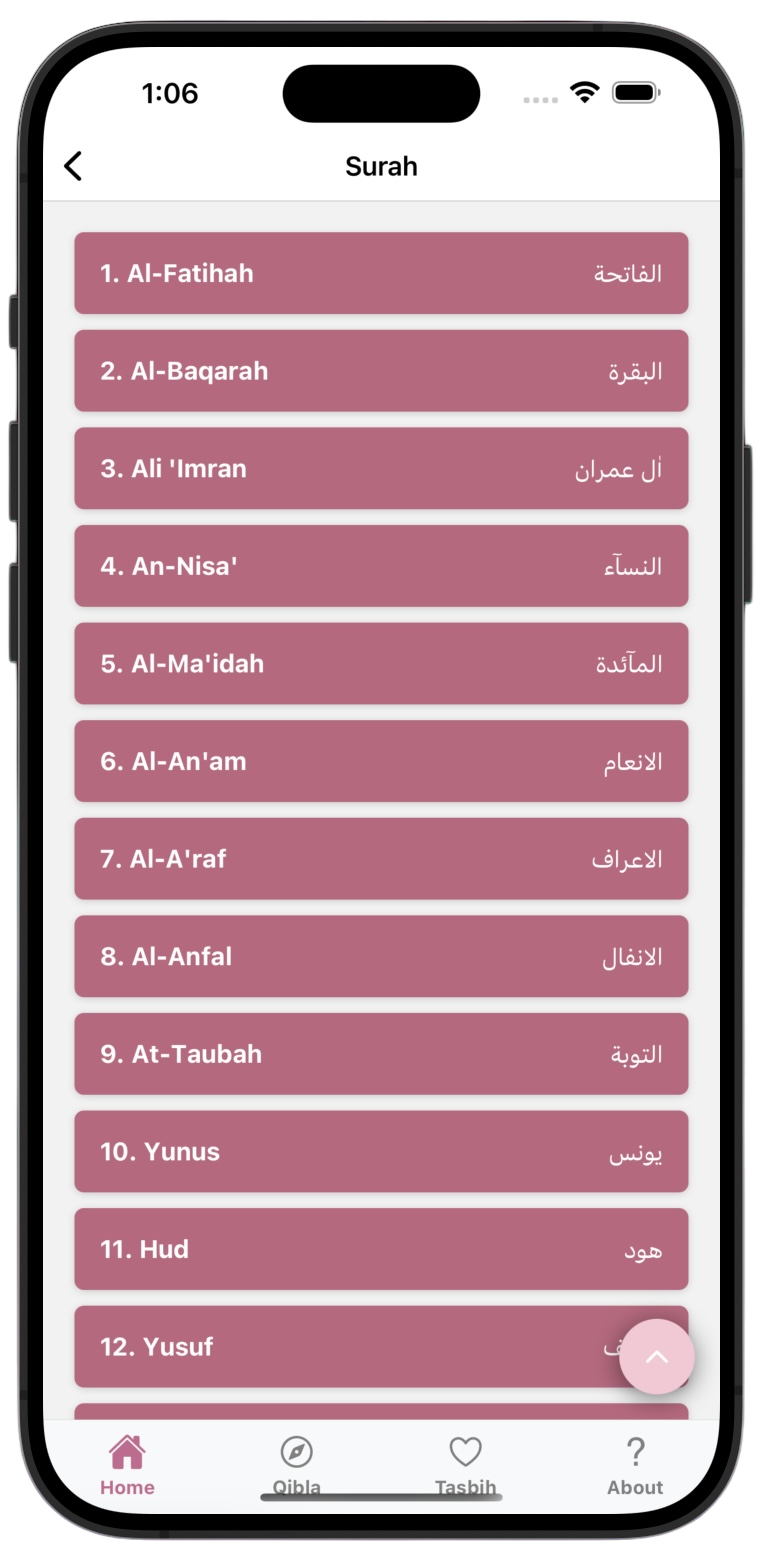 1:06
Surah
1. Al-Fatihah الفاتحة
2. Al-Baqarah البقرة
3. Ali 'Imran اٰل عمران
4. An-Nisa' النسآء
5. Al-Ma'idah المآئدة
6. Al-An'am الانعام
7. Al-A'raf الاعراف
8. Al-Anfal الانفال
9. At-Taubah التوبة
10. Yunus يونس
11. Hud هود
12. Yusuf
Home Qibla Tasbih About